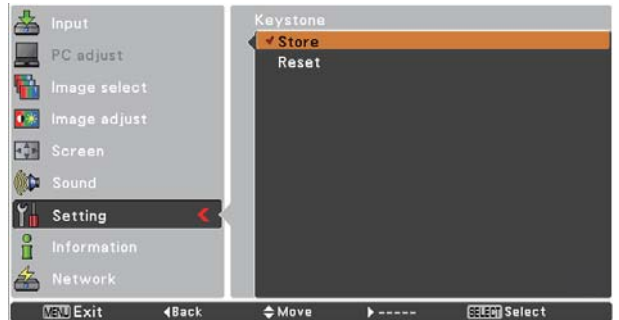 Input
PC adjust
Image select
Image adjust
Screen
Sound
Setting
Information
Network
Keystone
Store
Reset
MENU Exit ◀Back ◆Move ▶----- SELECT Select